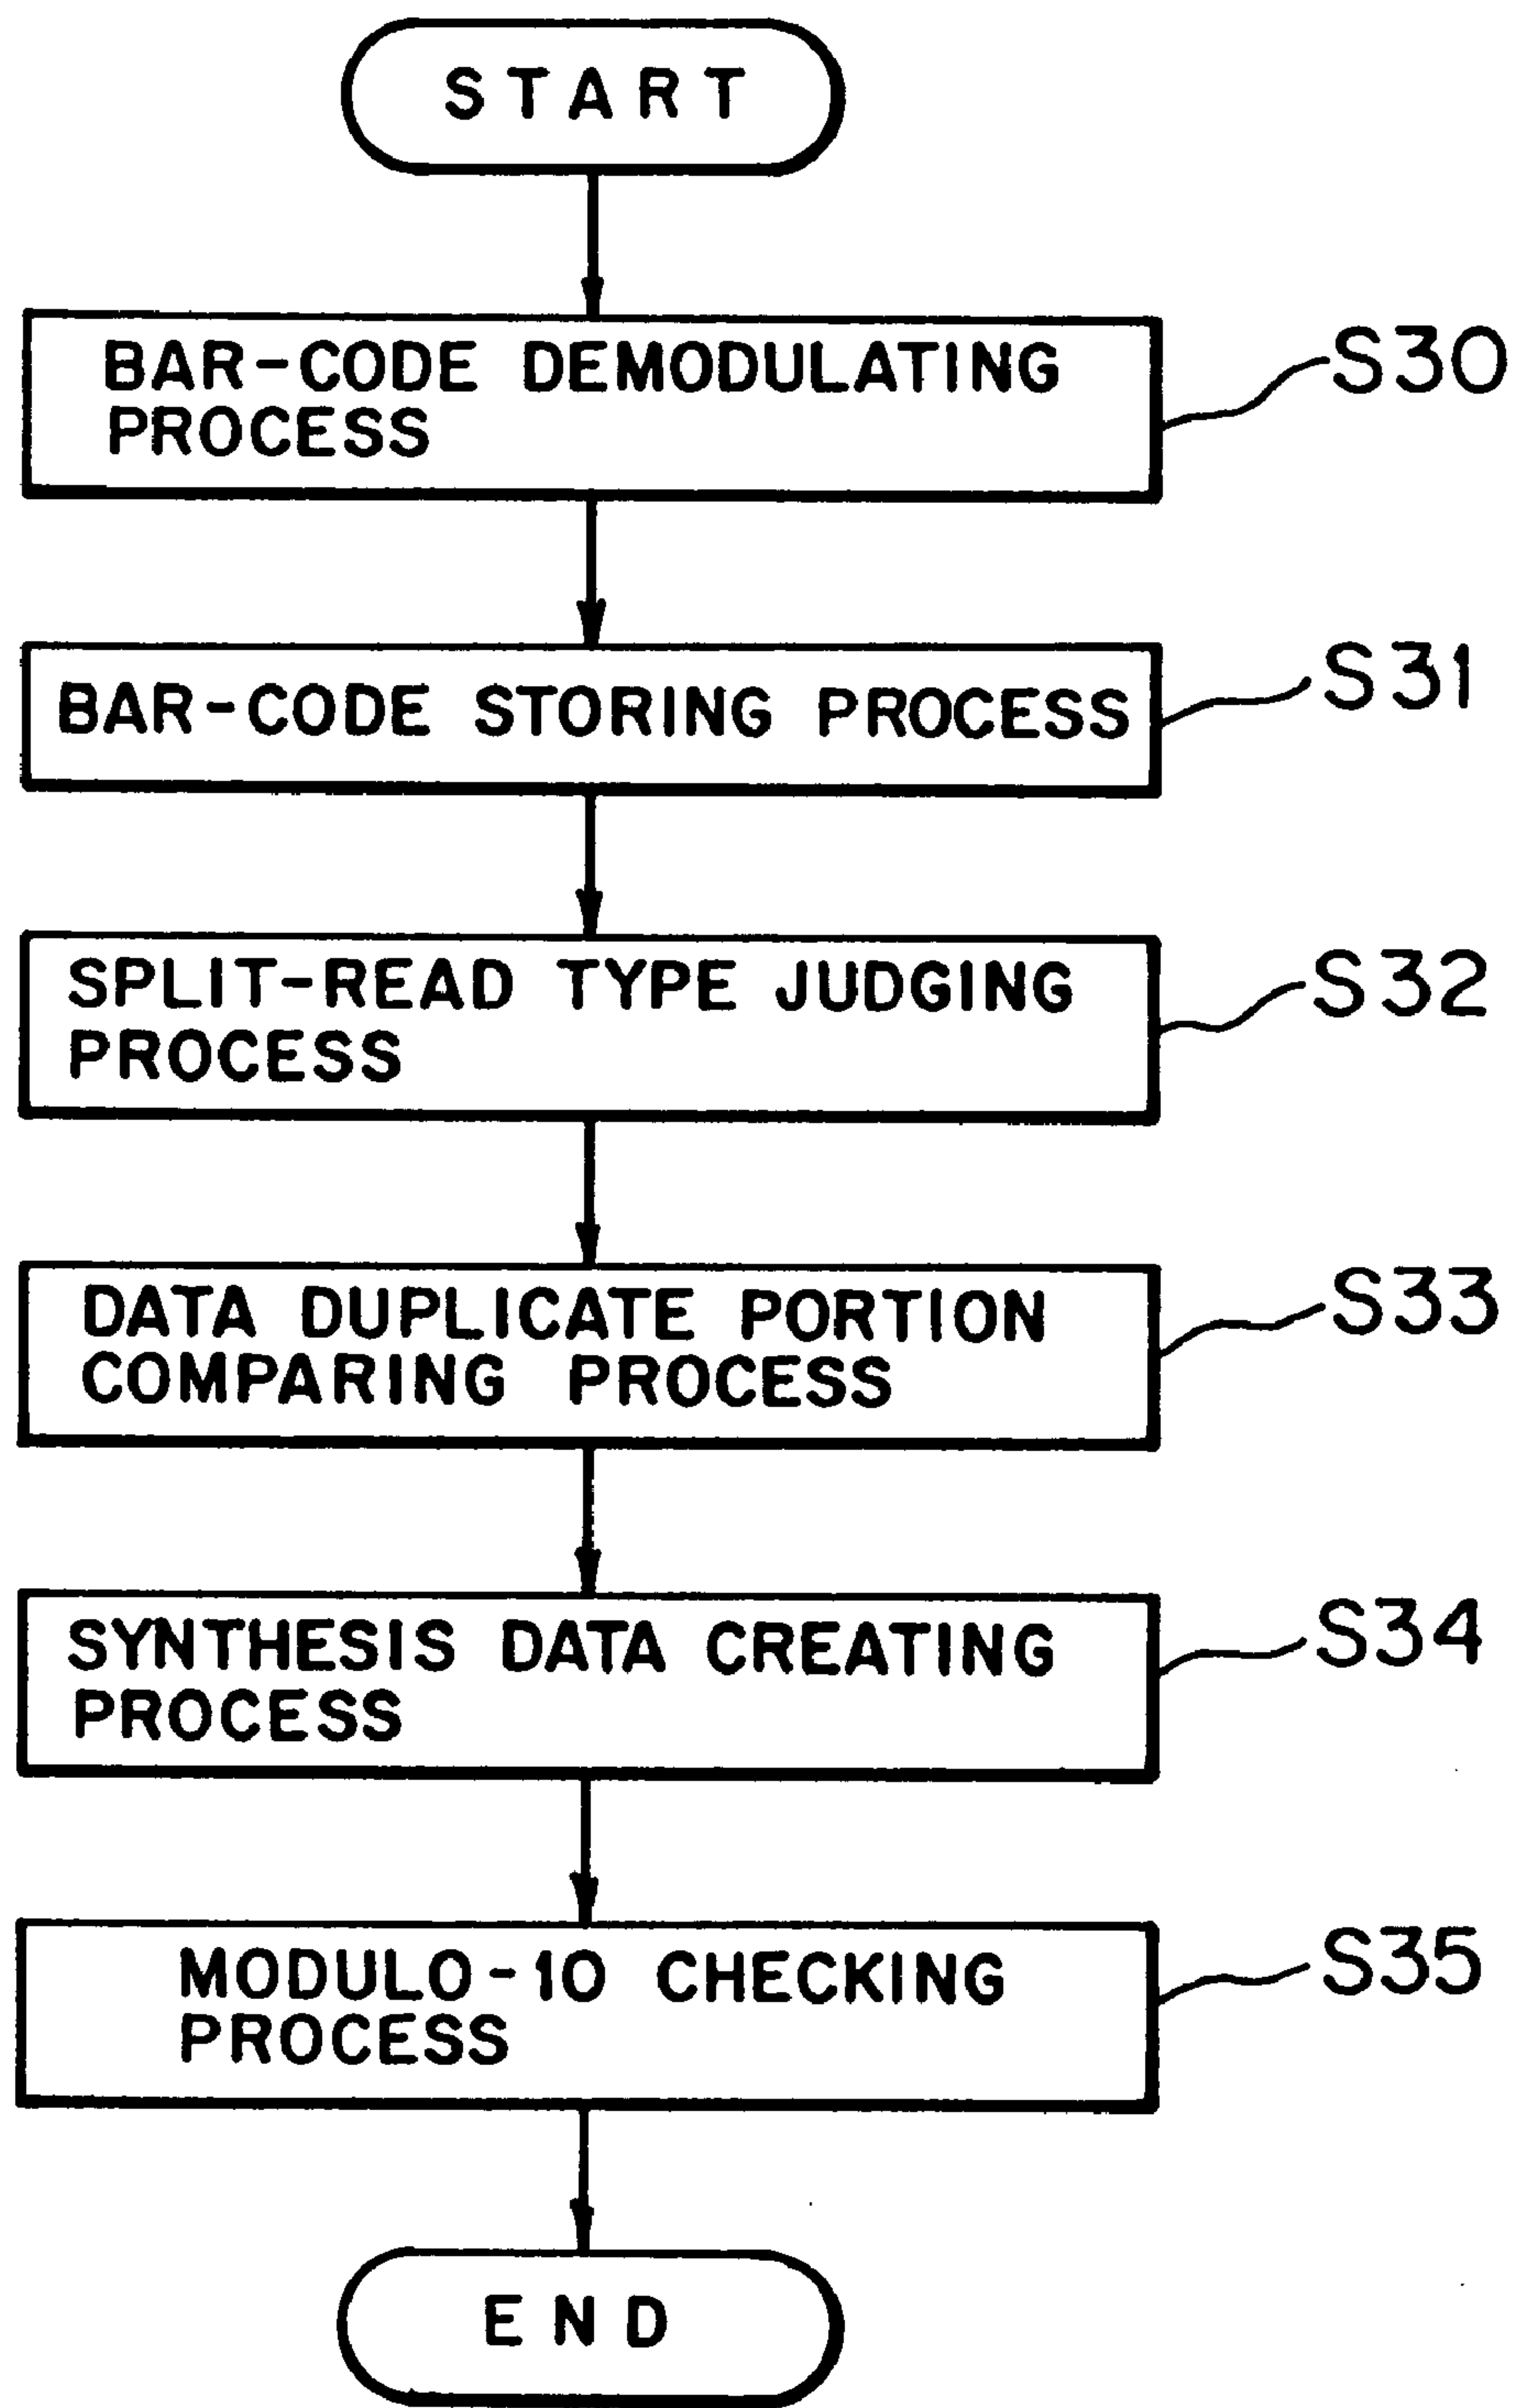 START
BAR-CODE DEMODULATING
PROCESS
S30
BAR-CODE STORING PROCESS
S31
SPLIT-READ TYPE JUDGING
PROCESS
S32
DATA DUPLICATE PORTION
COMPARING PROCESS
S33
SYNTHESIS DATA CREATING
PROCESS
S34
MODULO-10 CHECKING
PROCESS
S35
END